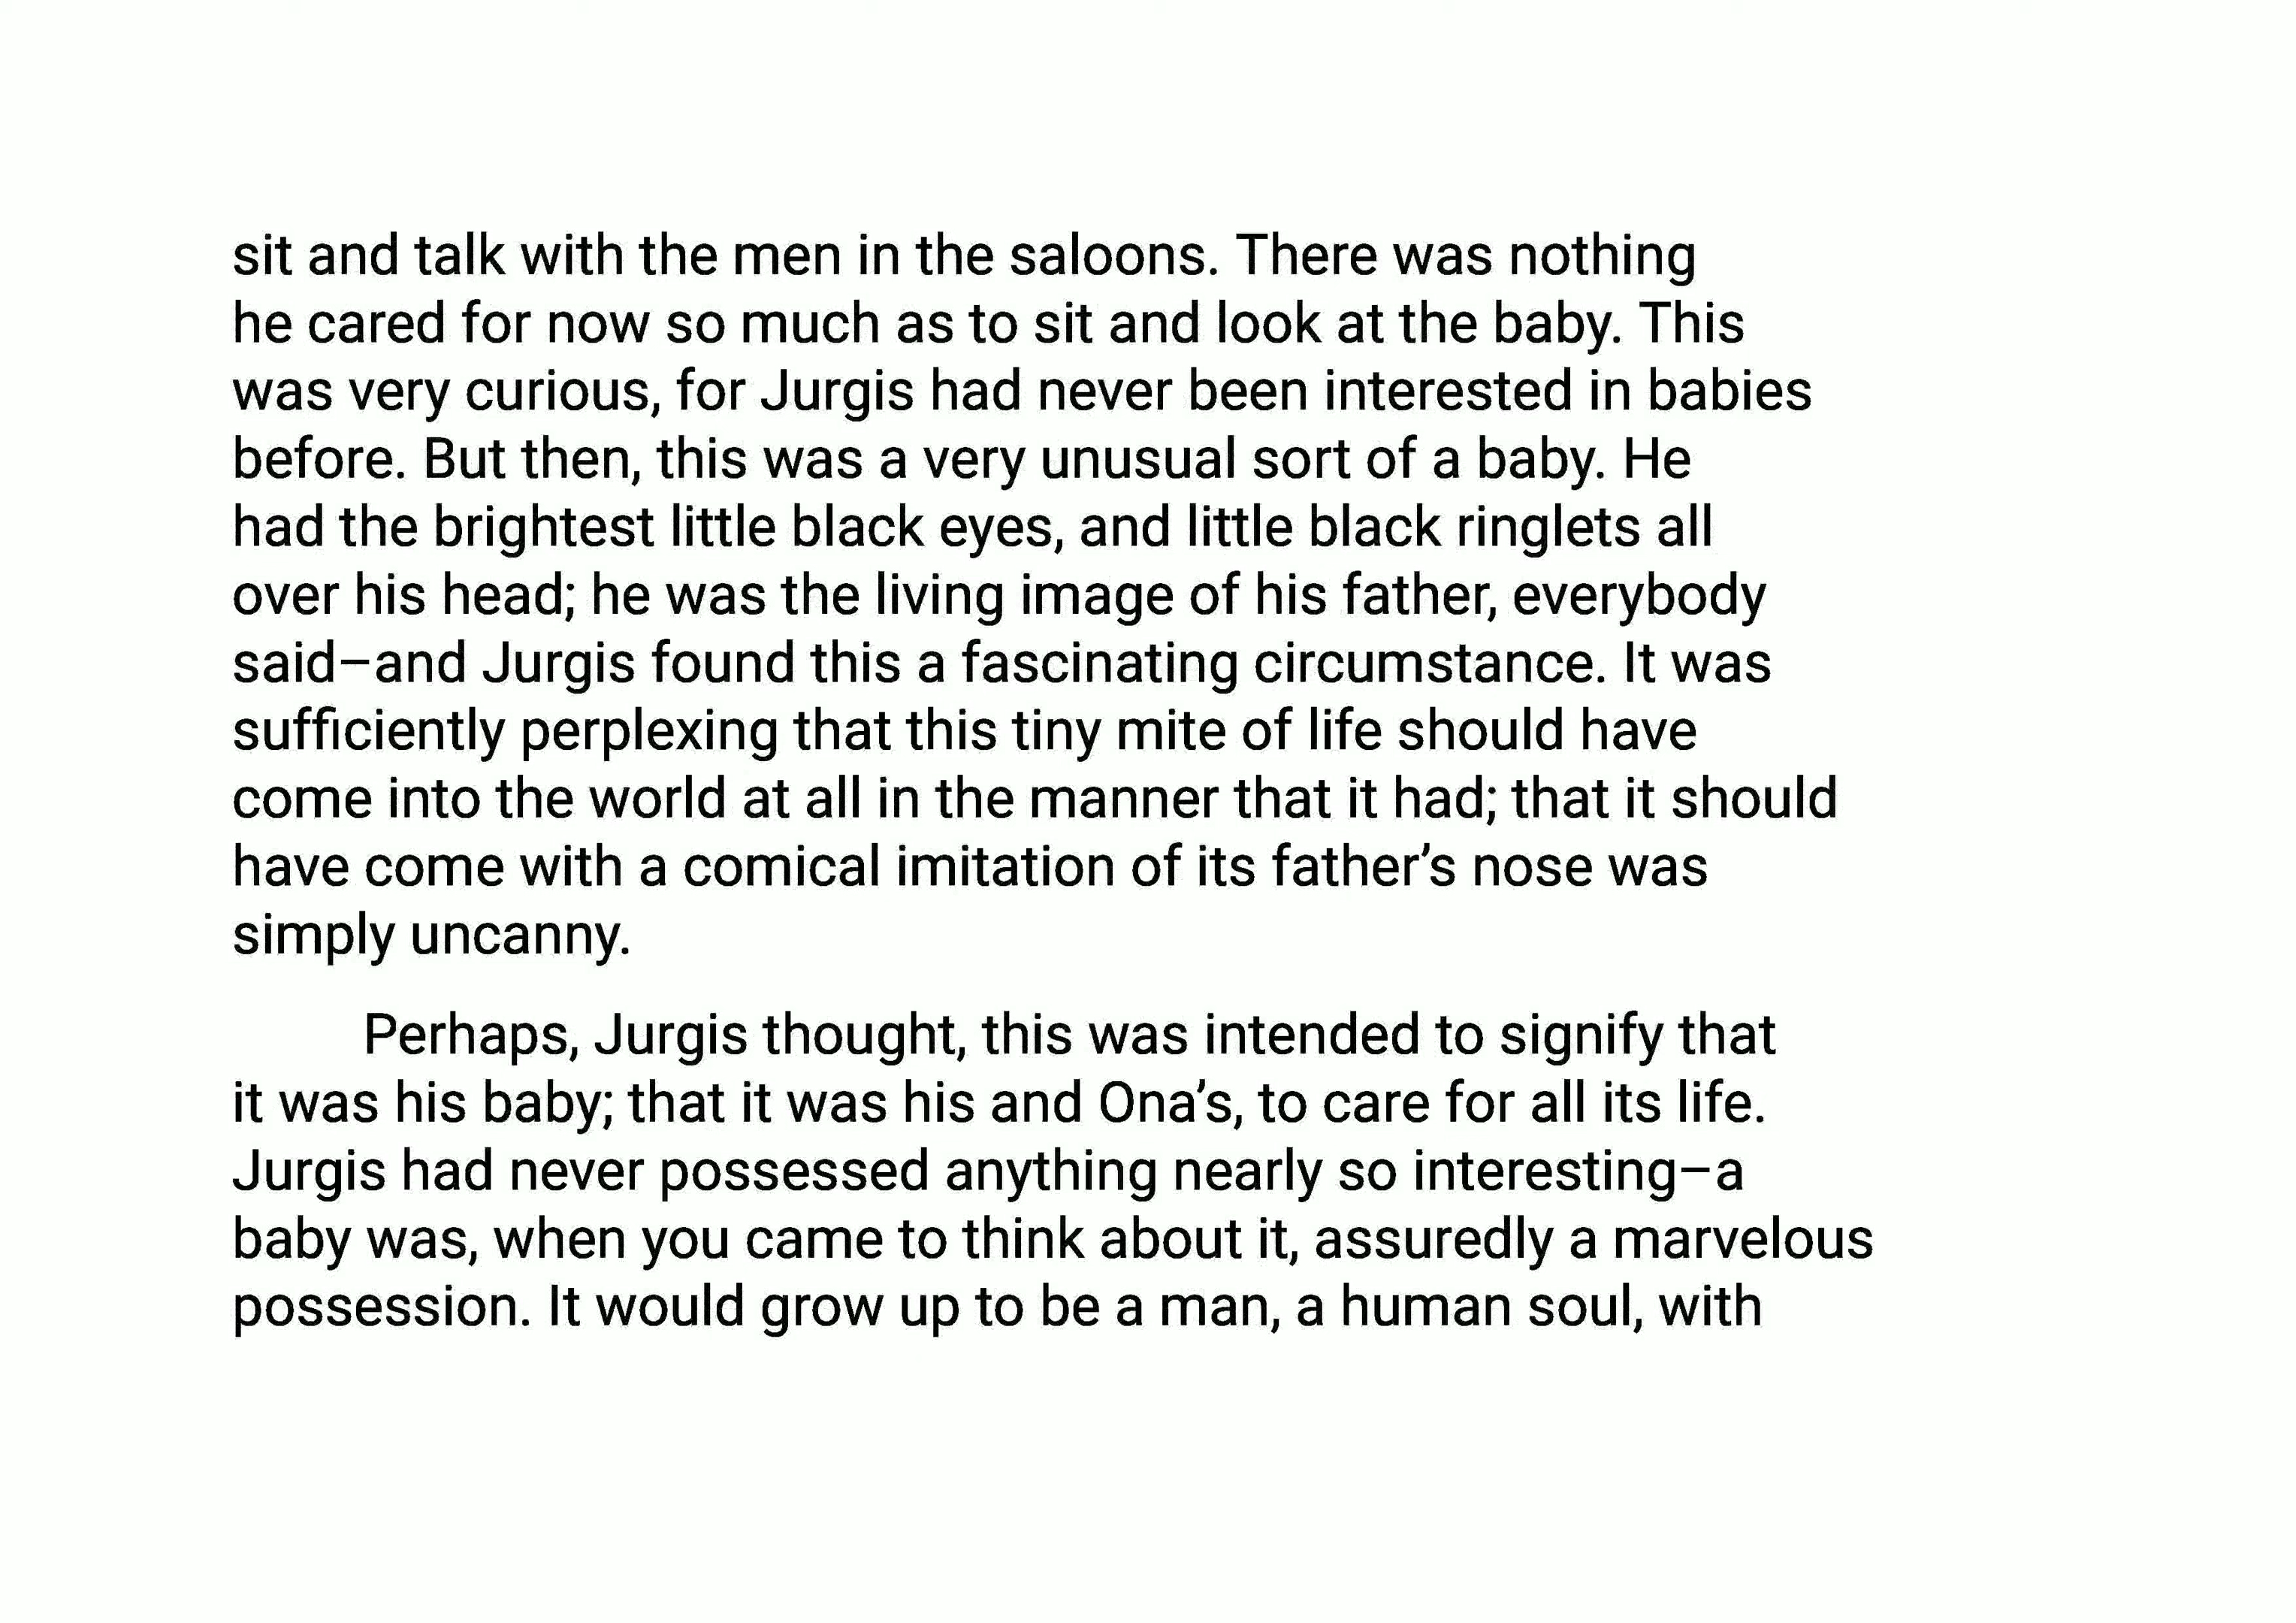 sit and talk with the men in the saloons. There was nothing
he cared for now so much as to sit and look at the baby. This
was very curious, for Jurgis had never been interested in babies
before. But then, this was a very unusual sort of a baby. He
had the brightest little black eyes, and little black ringlets all
over his head; he was the living image of his father, everybody
said–and Jurgis found this a fascinating circumstance. It was
sufficiently perplexing that this tiny mite of life should have
come into the world at all in the manner that it had; that it should
have come with a comical imitation of its father’s nose was
simply uncanny.
Perhaps, Jurgis thought, this was intended to signify that
it was his baby; that it was his and Ona’s, to care for all its life.
Jurgis had never possessed anything nearly so interesting–a
baby was, when you came to think about it, assuredly a marvelous
possession. It would grow up to be a man, a human soul, with